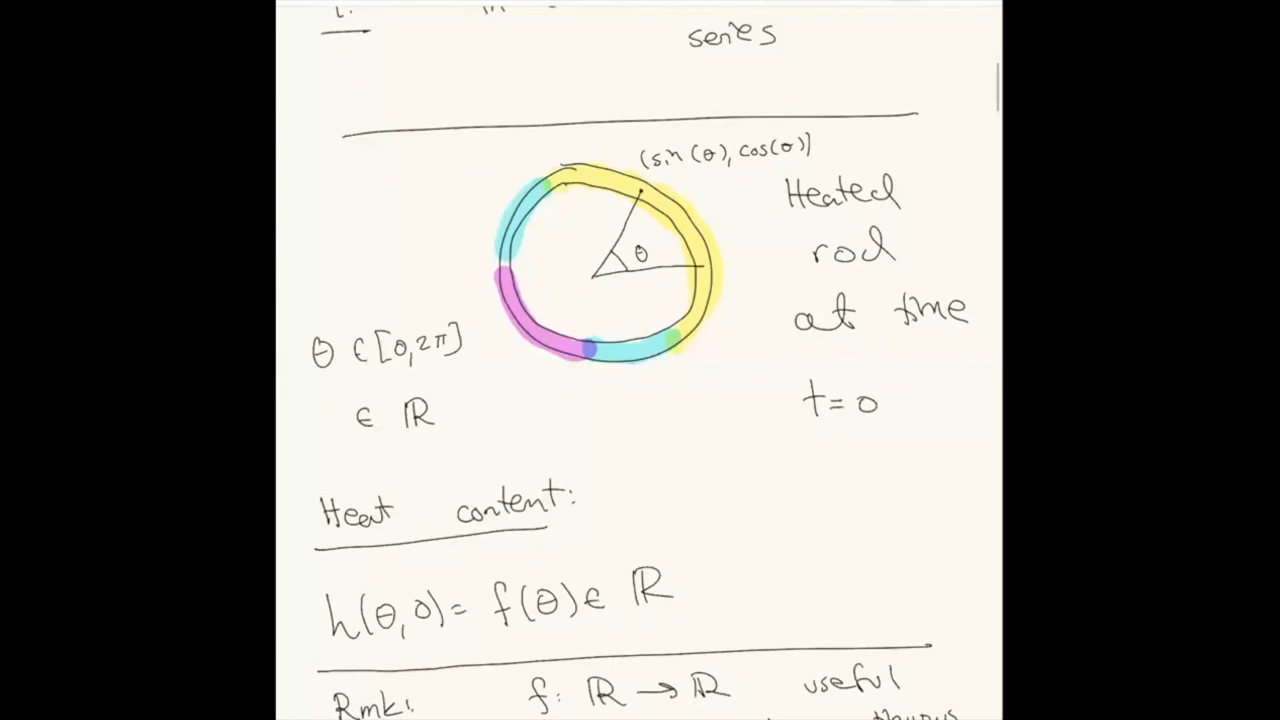 series
(sin(θ), cos(θ))
Heated
rod
at time
t=0
θ
θ ∈ [0,2π]
∈ ℝ
Heat content:
h(θ,0)= f(θ) ∈ ℝ
Rmk: f: ℝ → ℝ useful